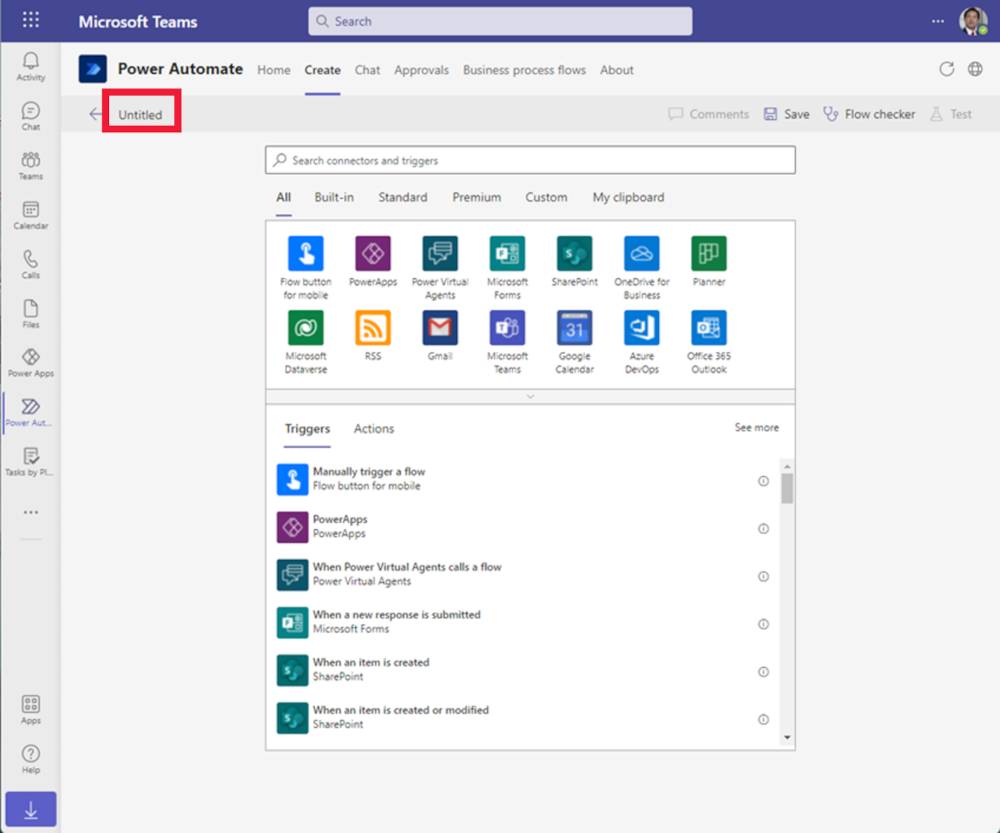 Microsoft Teams
Search
Activity
Chat
Teams
Calendar
Calls
Files
Power Apps
Power Aut...
Tasks by Pl...
Apps
Help
Power Automate Home Create Chat Approvals Business process flows About
Untitled
Comments Save Flow checker Test
Search connectors and triggers
All Built-in Standard Premium Custom My clipboard
Flow button for mobile
PowerApps
Power Virtual Agents
Microsoft Forms
SharePoint
OneDrive for Business
Planner
Microsoft Dataverse
RSS
Gmail
Microsoft Teams
31
Google Calendar
Azure DevOps
Office 365 Outlook
Triggers Actions See more
Manually trigger a flow
Flow button for mobile
PowerApps
PowerApps
When Power Virtual Agents calls a flow
Power Virtual Agents
When a new response is submitted
Microsoft Forms
When an item is created
SharePoint
When an item is created or modified
SharePoint